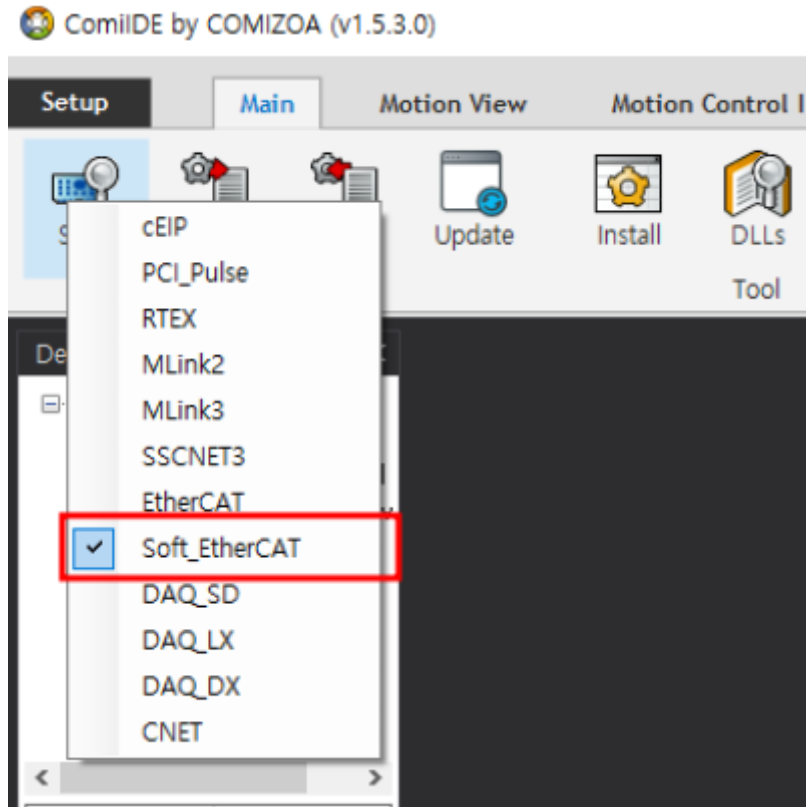 ComiIDE by COMIZOA (v1.5.3.0)
Setup Main Motion View Motion Control
Update Install DLLs
Tool
De
cEIP
PCI_Pulse
RTEX
MLink2
MLink3
SSCNET3
EtherCAT
Soft_EtherCAT
DAQ_SD
DAQ_LX
DAQ_DX
CNET